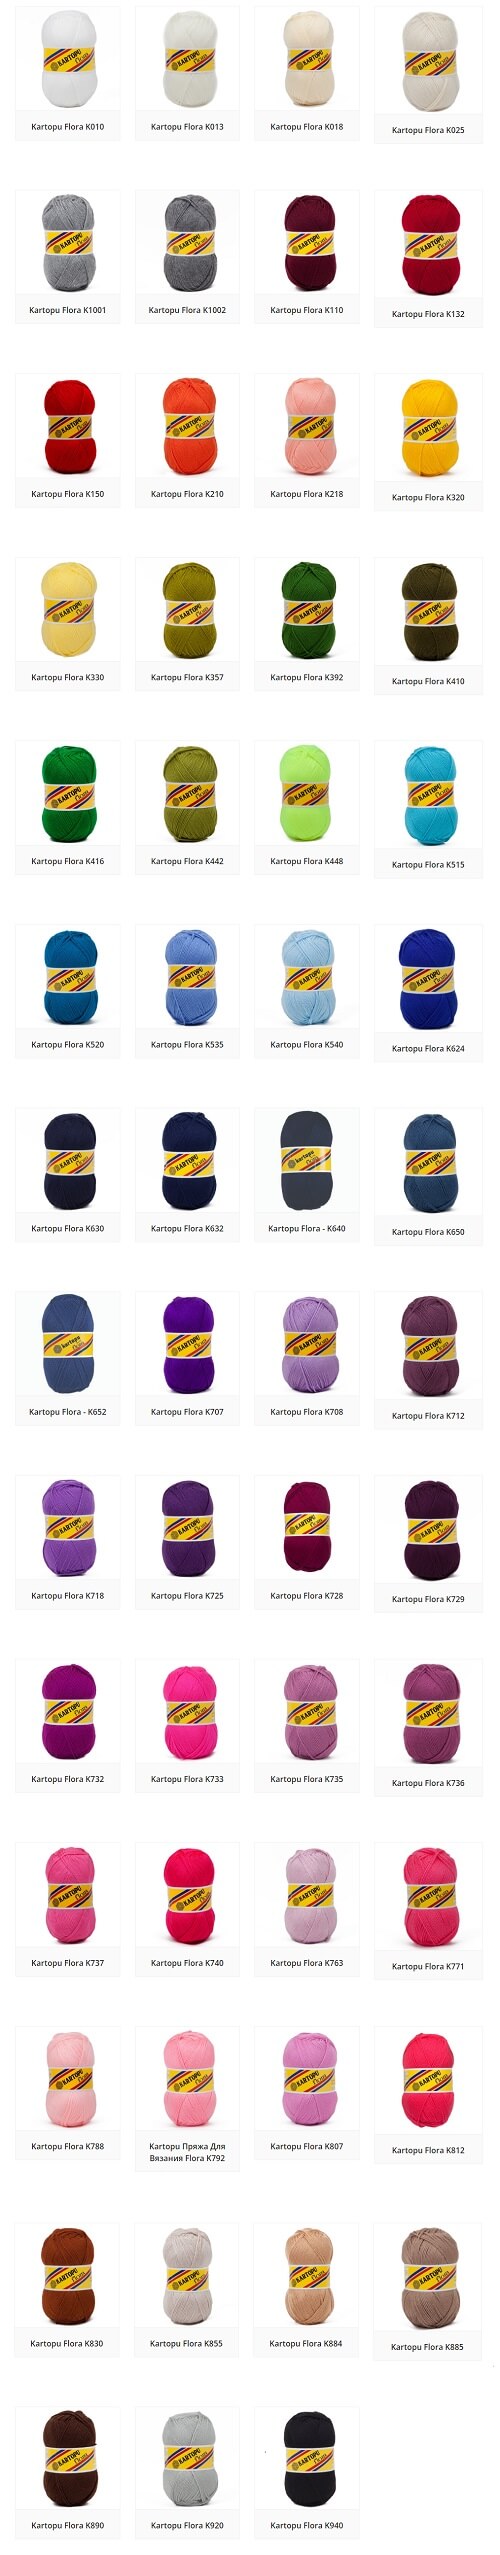 Kartopu Flora K010
Kartopu Flora K013
Kartopu Flora K018
Kartopu Flora K025
Kartopu Flora K1001
Kartopu Flora K1002
Kartopu Flora K110
Kartopu Flora K132
Kartopu Flora K150
Kartopu Flora K210
Kartopu Flora K218
Kartopu Flora K320
Kartopu Flora K330
Kartopu Flora K357
Kartopu Flora K392
Kartopu Flora K410
Kartopu Flora K416
Kartopu Flora K442
Kartopu Flora K448
Kartopu Flora K515
Kartopu Flora K520
Kartopu Flora K535
Kartopu Flora K540
Kartopu Flora K624
Kartopu Flora K630
Kartopu Flora K632
Kartopu Flora - K640
Kartopu Flora K650
Kartopu Flora - K652
Kartopu Flora K707
Kartopu Flora K708
Kartopu Flora K712
Kartopu Flora K718
Kartopu Flora K725
Kartopu Flora K728
Kartopu Flora K729
Kartopu Flora K732
Kartopu Flora K733
Kartopu Flora K735
Kartopu Flora K736
Kartopu Flora K737
Kartopu Flora K740
Kartopu Flora K763
Kartopu Flora K771
Kartopu Flora K788
Kartopu Пряжа Для
Вязания Flora K792
Kartopu Flora K807
Kartopu Flora K812
Kartopu Flora K830
Kartopu Flora K855
Kartopu Flora K884
Kartopu Flora K885
Kartopu Flora K890
Kartopu Flora K920
Kartopu Flora K940